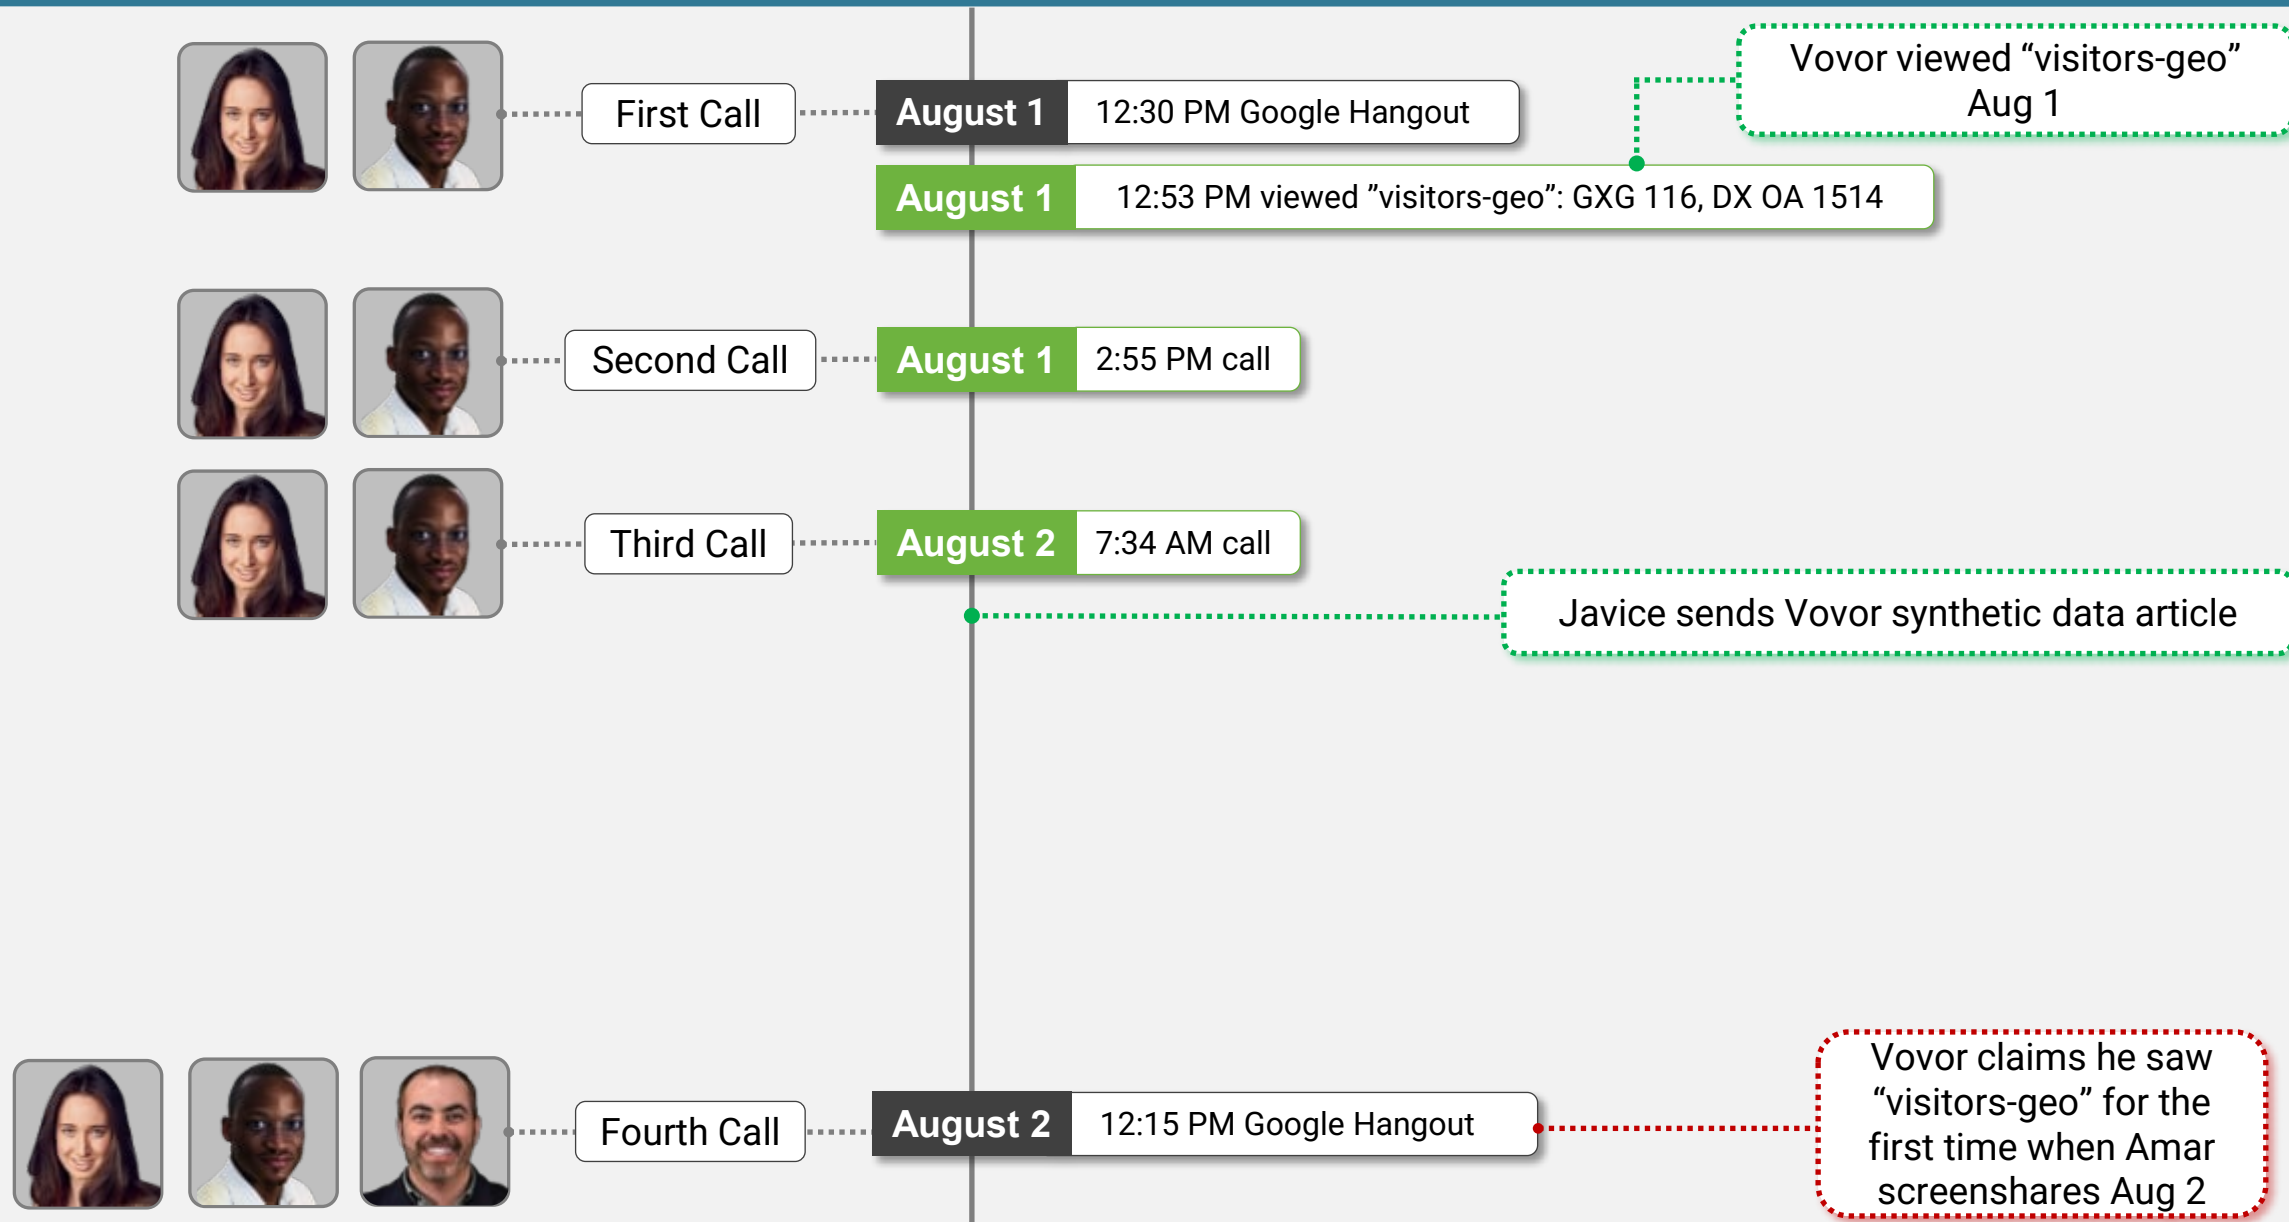 First Call
August 1
12:30 PM Google Hangout
Vovor viewed “visitors-geo”
Aug 1
August 1
12:53 PM viewed ”visitors-geo”: GXG 116, DX OA 1514
Second Call
August 1
2:55 PM call
Third Call
August 2
7:34 AM call
Javice sends Vovor synthetic data article
Fourth Call
August 2
12:15 PM Google Hangout
Vovor claims he saw
“visitors-geo” for the
first time when Amar
screenshares Aug 2